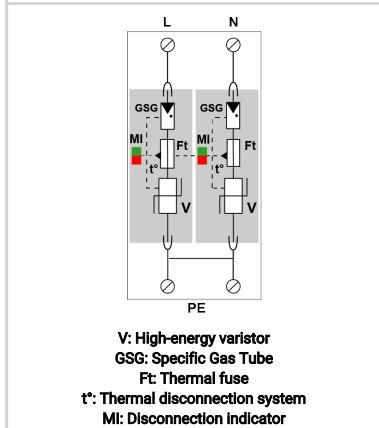 L N
GSG GSG
MI Ft MI Ft
t° t°
V V
PE
V: High-energy varistor
GSG: Specific Gas Tube
Ft: Thermal fuse
t°: Thermal disconnection system
MI: Disconnection indicator